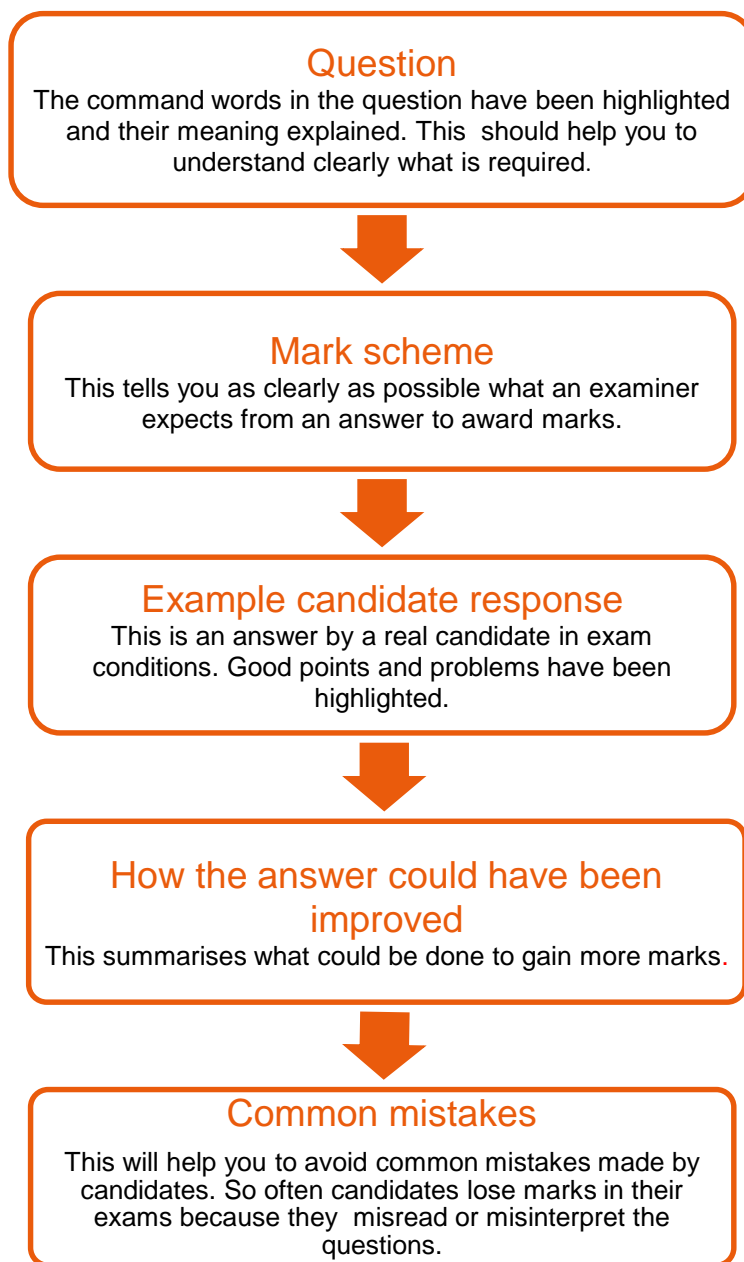 Question
The command words in the question have been highlighted
and their meaning explained. This  should help you to
understand clearly what is required.
Mark scheme
This tells you as clearly as possible what an examiner
expects from an answer to award marks.
Example candidate response
This is an answer by a real candidate in exam
conditions. Good points and problems have been
highlighted.
How the answer could have been
improved
This summarises what could be done to gain more marks.
Common mistakes
This will help you to avoid common mistakes made by
candidates. So often candidates lose marks in their
exams because they  misread or misinterpret the
questions.